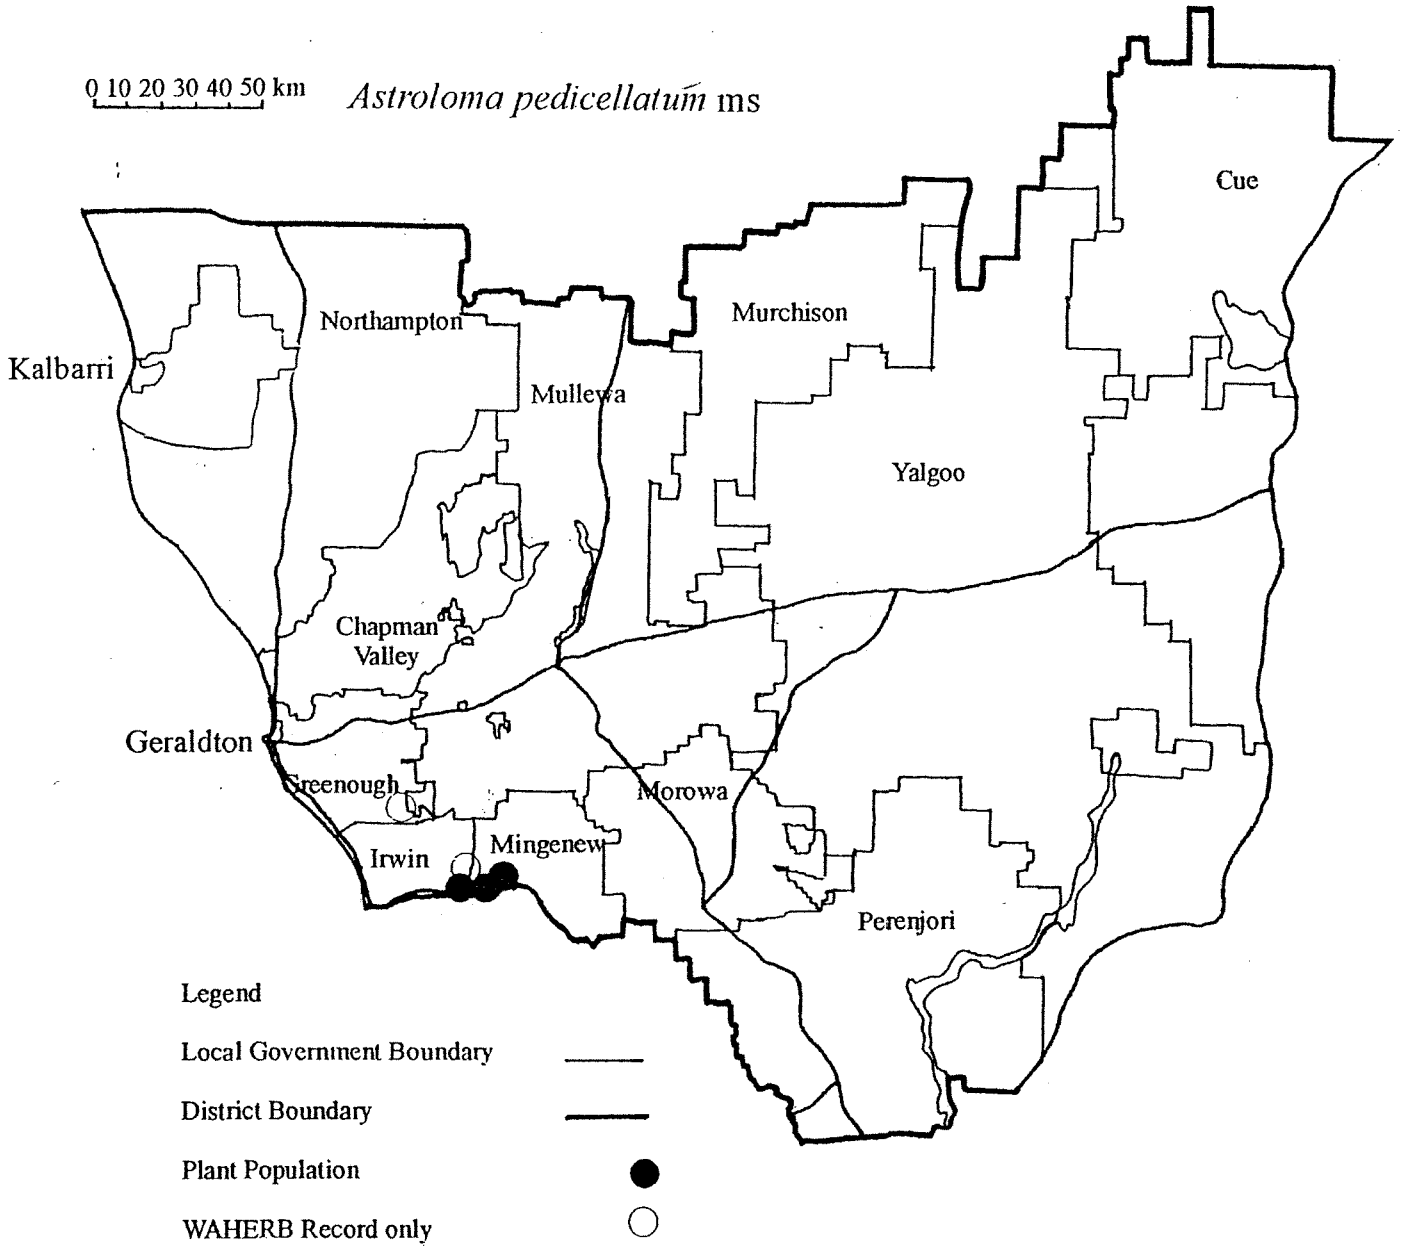 0 10 20 30 40 50 km
Astroloma pedicellatum ms
Cue
Northampton
Murchison
Kalbarri
Mullewa
Yalgoo
Chapman
Valley
Geraldton
Greenough
Morowa
Irwin
Mingenew
Perenjori
Legend
Local Government Boundary
District Boundary
Plant Population
WAHERB Record only